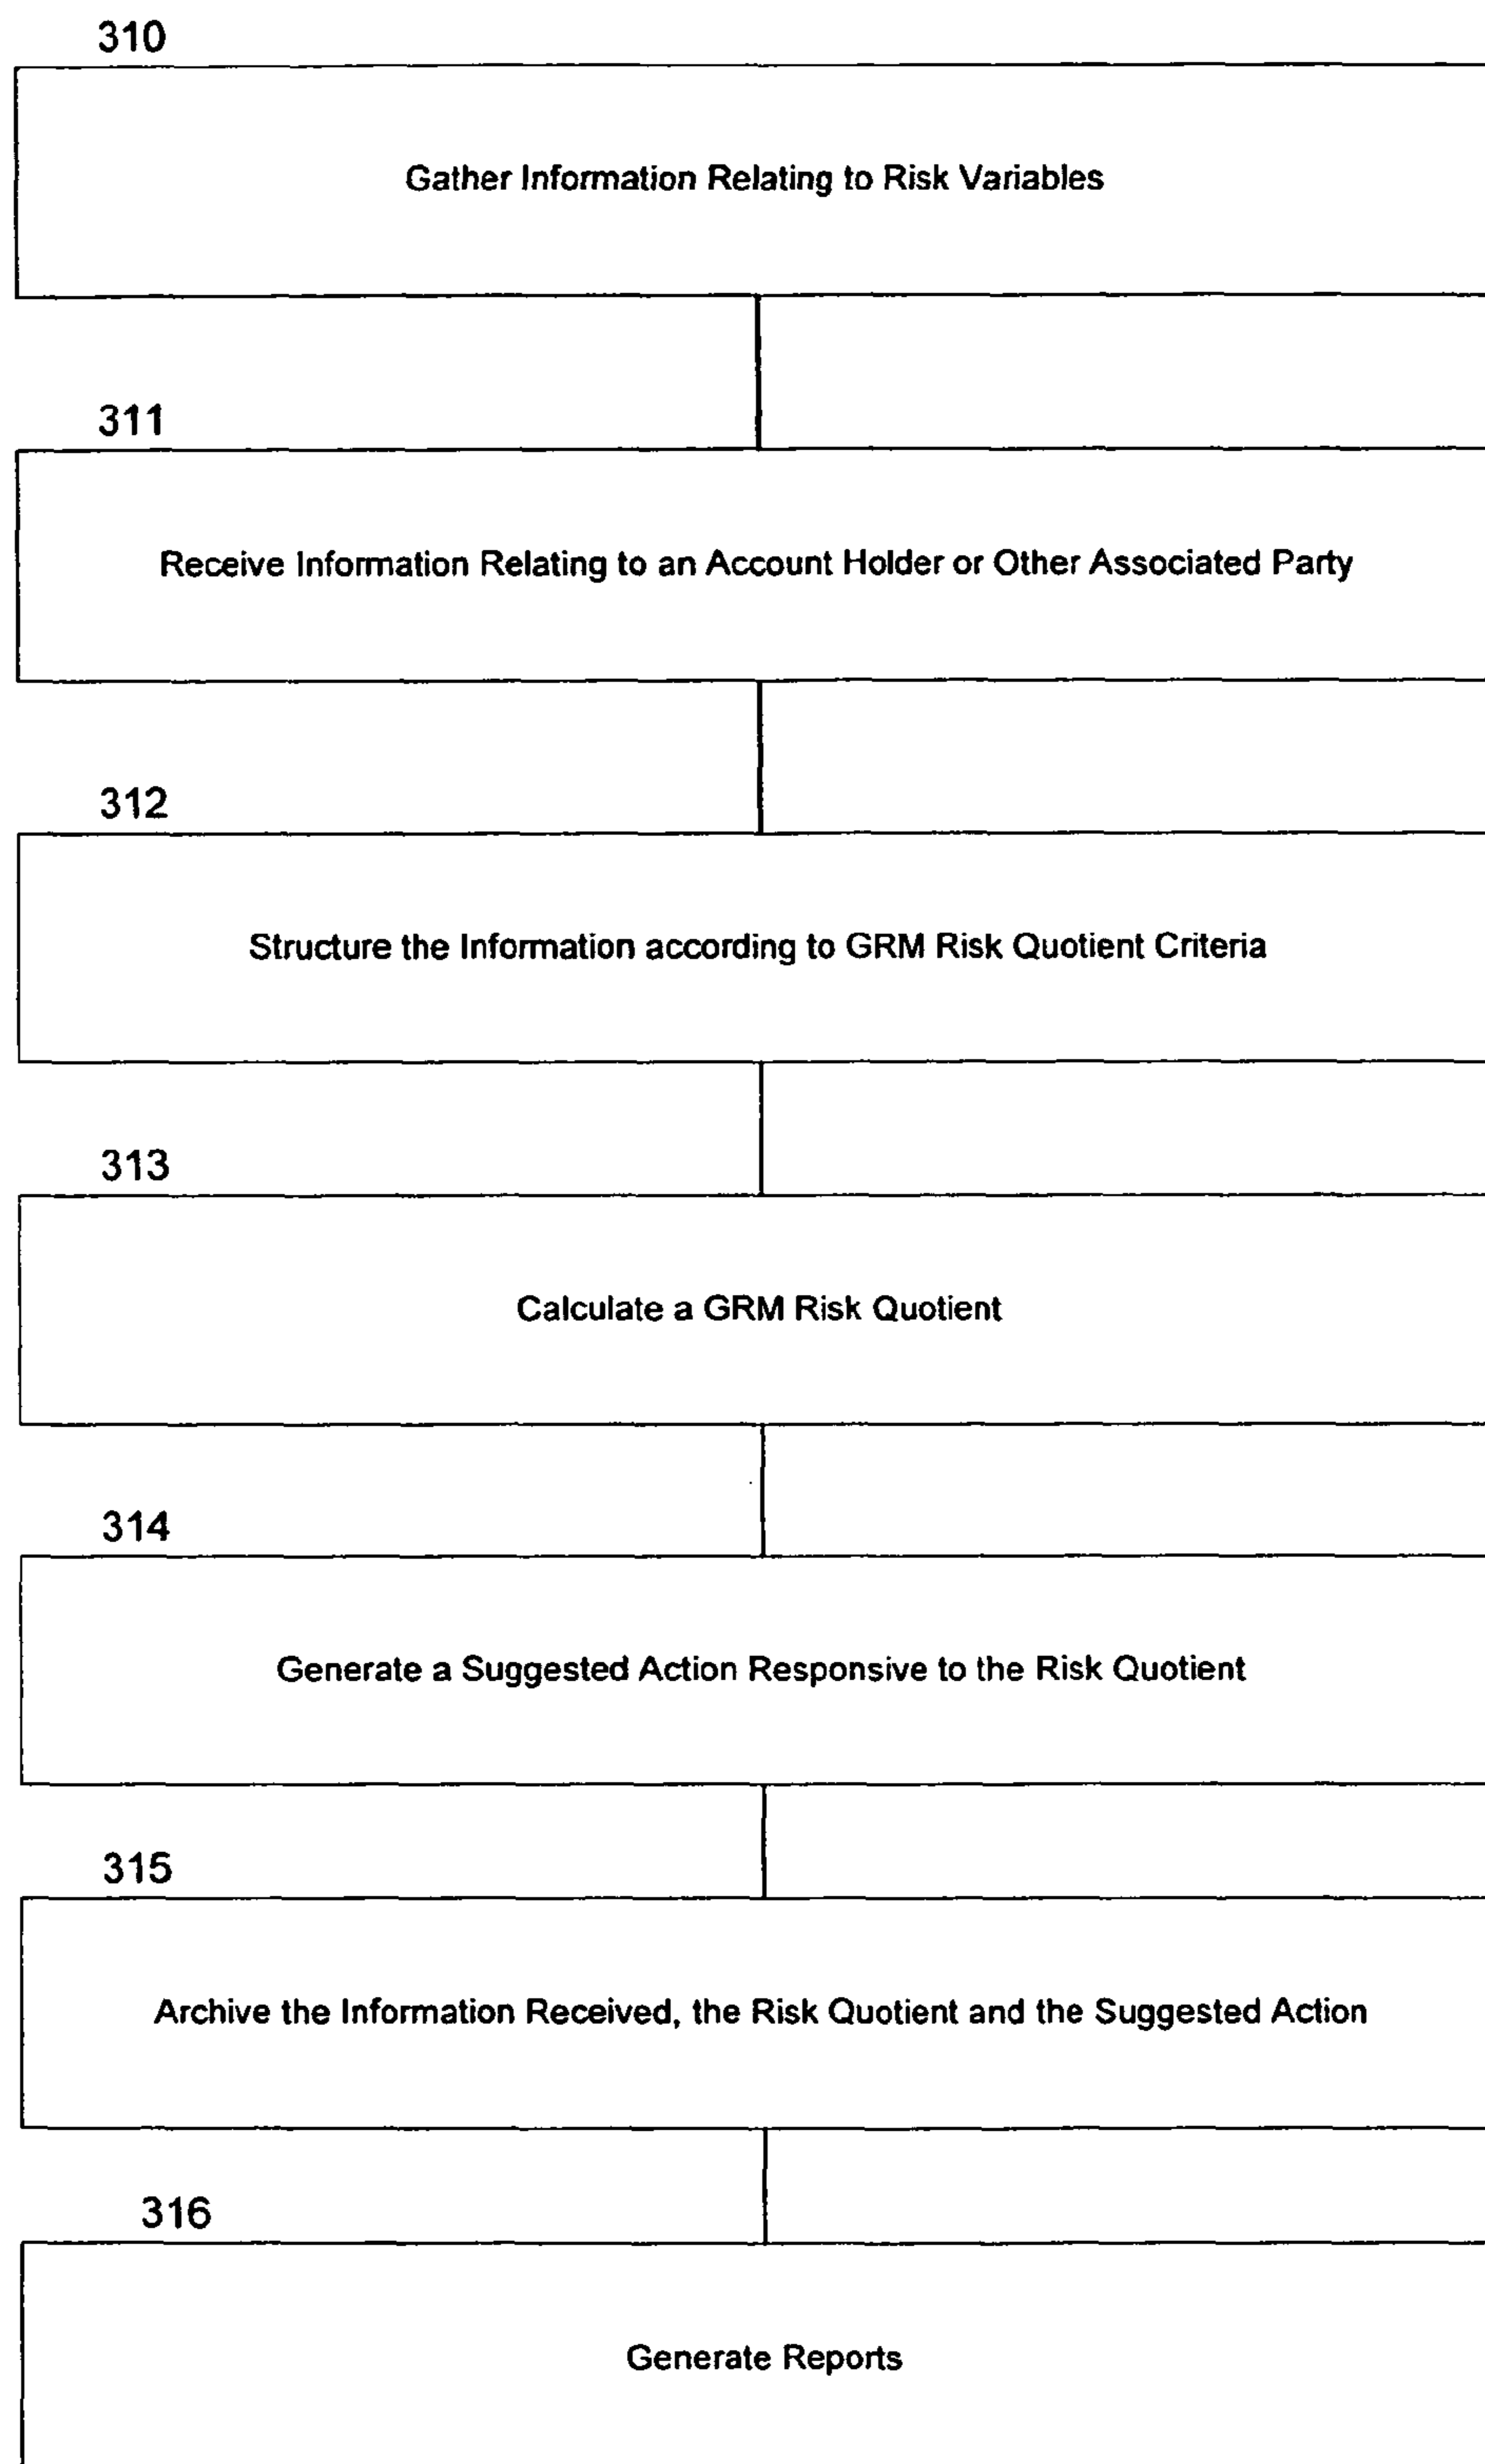 310
Gather Information Relating to Risk Variables
311
Receive Information Relating to an Account Holder or Other Associated Party
312
Structure the Information according to GRM Risk Quotient Criteria
313
Calculate a GRM Risk Quotient
314
Generate a Suggested Action Responsive to the Risk Quotient
315
Archive the Information Received, the Risk Quotient and the Suggested Action
316
Generate Reports